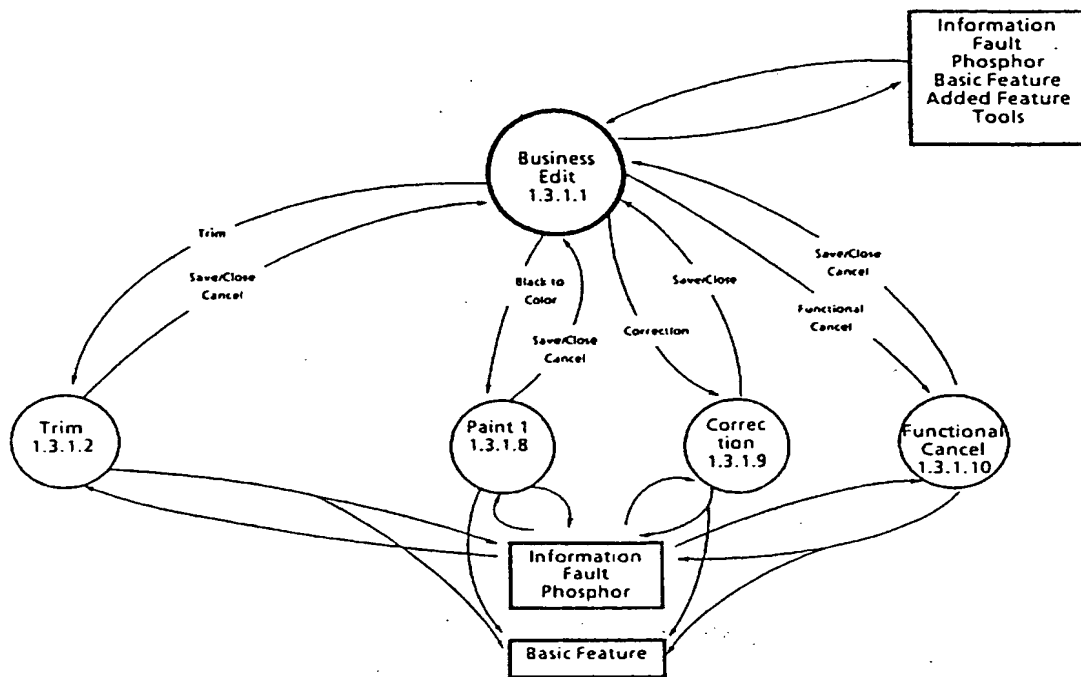 Information
Fault
Phosphor
Basic Feature
Added Feature
Tools
Business
Edit
1.3.1.1
Trim
Save/Close
Cancel
Black to
Color
Save/Close
Cancel
Correction
Save/Close
Save/Close
Cancel
Functional
Cancel
Trim
1.3.1.2
Paint 1
1.3.1.8
Correc
tion
1.3.1.9
Functional
Cancel
1.3.1.10
Information
Fault
Phosphor
Basic Feature